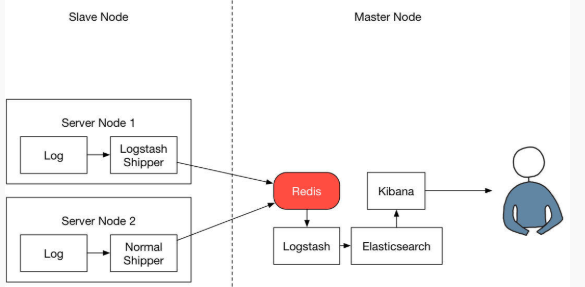 Slave Node
Master Node
Server Node 1
Log
Logstash
Shipper
Server Node 2
Log
Normal
Shipper
Redis
Kibana
Logstash
Elasticsearch